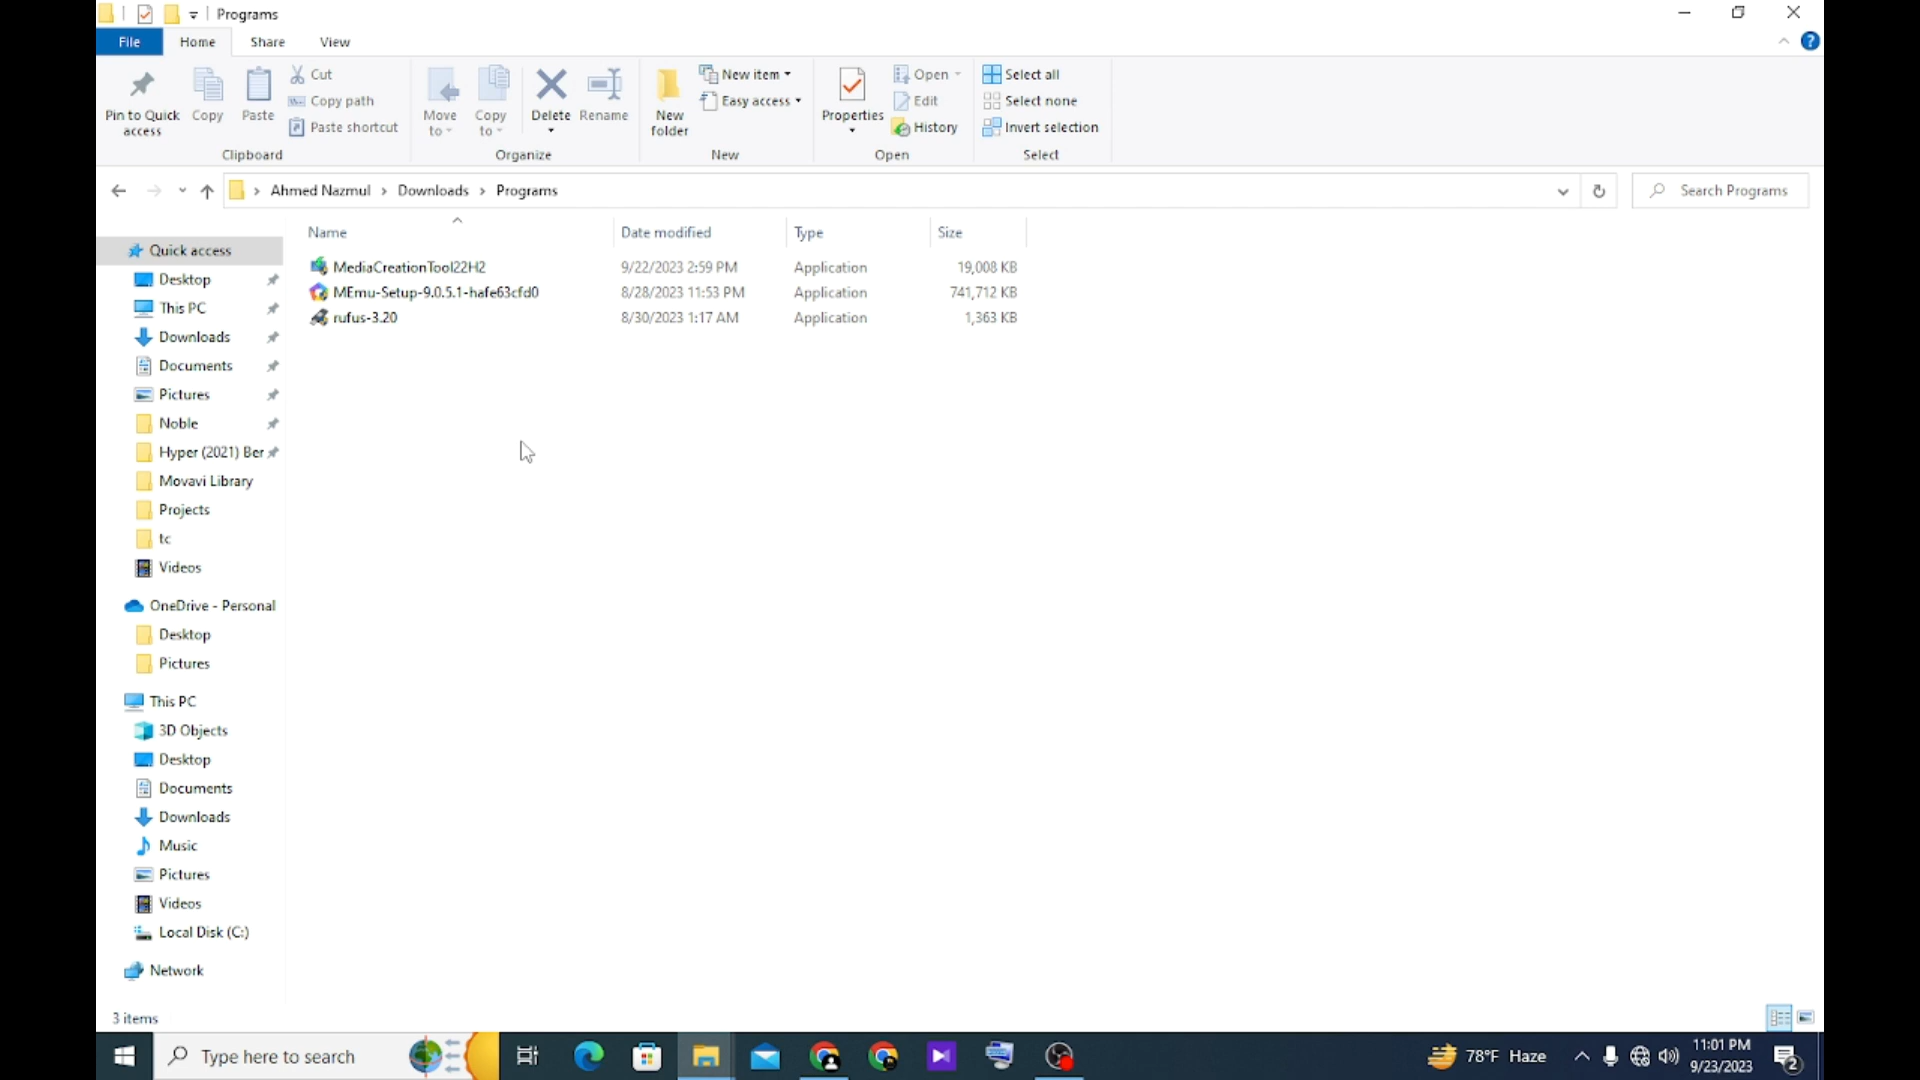 Programs
File Home Share View
Pin to Quick access
Copy
Paste
Cut
Copy path
Paste shortcut
Clipboard
Move to
Copy to
Delete
Rename
Organize
New folder
New item
Easy access
New
Properties
Open
Edit
History
Open
Select all
Select none
Invert selection
Select
Ahmed Nazmul > Downloads > Programs
Search Programs
Name Date modified Type Size
MediaCreationTool22H2 9/22/2023 2:59 PM Application 19,008 KB
MEmu-Setup-9.0.5.1-hafe63cfd0 8/28/2023 11:53 PM Application 741,712 KB
rufus-3.20 8/30/2023 1:17 AM Application 1,363 KB
Quick access
Desktop
This PC
Downloads
Documents
Pictures
Noble
Hyper (2021) Ber
Movavi Library
Projects
tc
Videos
OneDrive - Personal
Desktop
Pictures
This PC
3D Objects
Desktop
Documents
Downloads
Music
Pictures
Videos
Local Disk (C:)
Network
3 items
Type here to search
78°F Haze
11:01 PM
9/23/2023
2